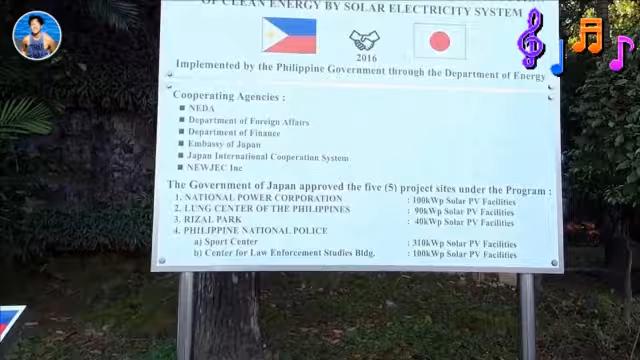 OF CLEAN ENERGY BY SOLAR ELECTRICITY SYSTEM
2016
Implemented by the Philippine Government through the Department of Energy
Cooperating Agencies :
■ NEDA
■ Department of Foreign Affairs
■ Department of Finance
■ Embassy of Japan
■ Japan International Cooperation System
■ NEWJEC Inc
The Government of Japan approved the five (5) project sites under the Program :
1. NATIONAL POWER CORPORATION : 100kWp Solar PV Facilities
2. LUNG CENTER OF THE PHILIPPINES : 90kWp Solar PV Facilities
3. RIZAL PARK : 40kWp Solar PV Facilities
4. PHILIPPINE NATIONAL POLICE
a) Sport Center : 310kWp Solar PV Facilities
b) Center for Law Enforcement Studies Bldg. : 100kWp Solar PV Facilities